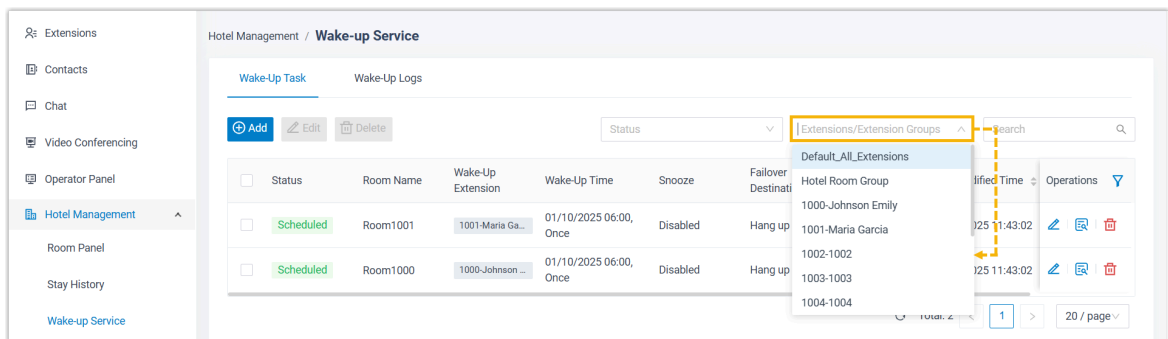 Extensions
Contacts
Chat
Video Conferencing
Operator Panel
Hotel Management
Room Panel
Stay History
Wake-up Service
Hotel Management / Wake-up Service
Wake-Up Task Wake-Up Logs
Add Edit Delete Status Extensions/Extension Groups Search
Default_All_Extensions
Hotel Room Group
1000-Johnson Emily
1001-Maria Garcia
1002-1002
1003-1003
1004-1004
Status Room Name Wake-Up Extension Wake-Up Time Snooze Failover Destinati dified Time Operations
Scheduled Room1001 1001-Maria Ga... 01/10/2025 06:00, Once Disabled Hang up 025 11:43:02
Scheduled Room1000 1000-Johnson ... 01/10/2025 06:00, Once Disabled Hang up 025 11:43:02
Total: 2 < 1 > 20 / page